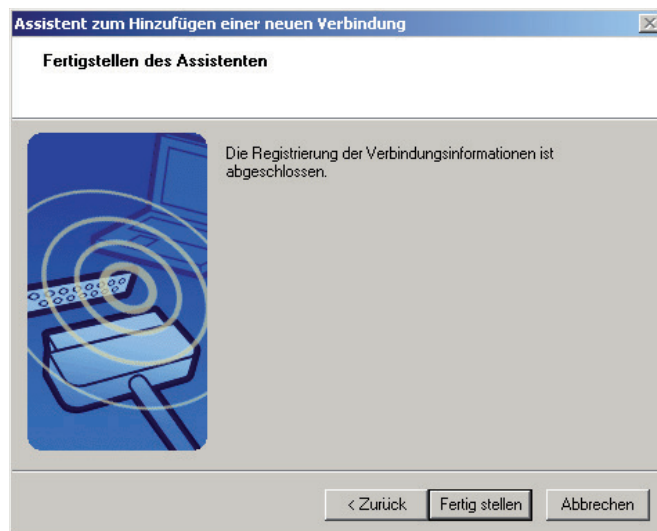 Assistent zum Hinzufügen einer neuen Verbindung
Fertigstellen des Assistenten
Die Registrierung der Verbindungsinformationen ist
abgeschlossen.
< Zurück
Fertig stellen
Abbrechen